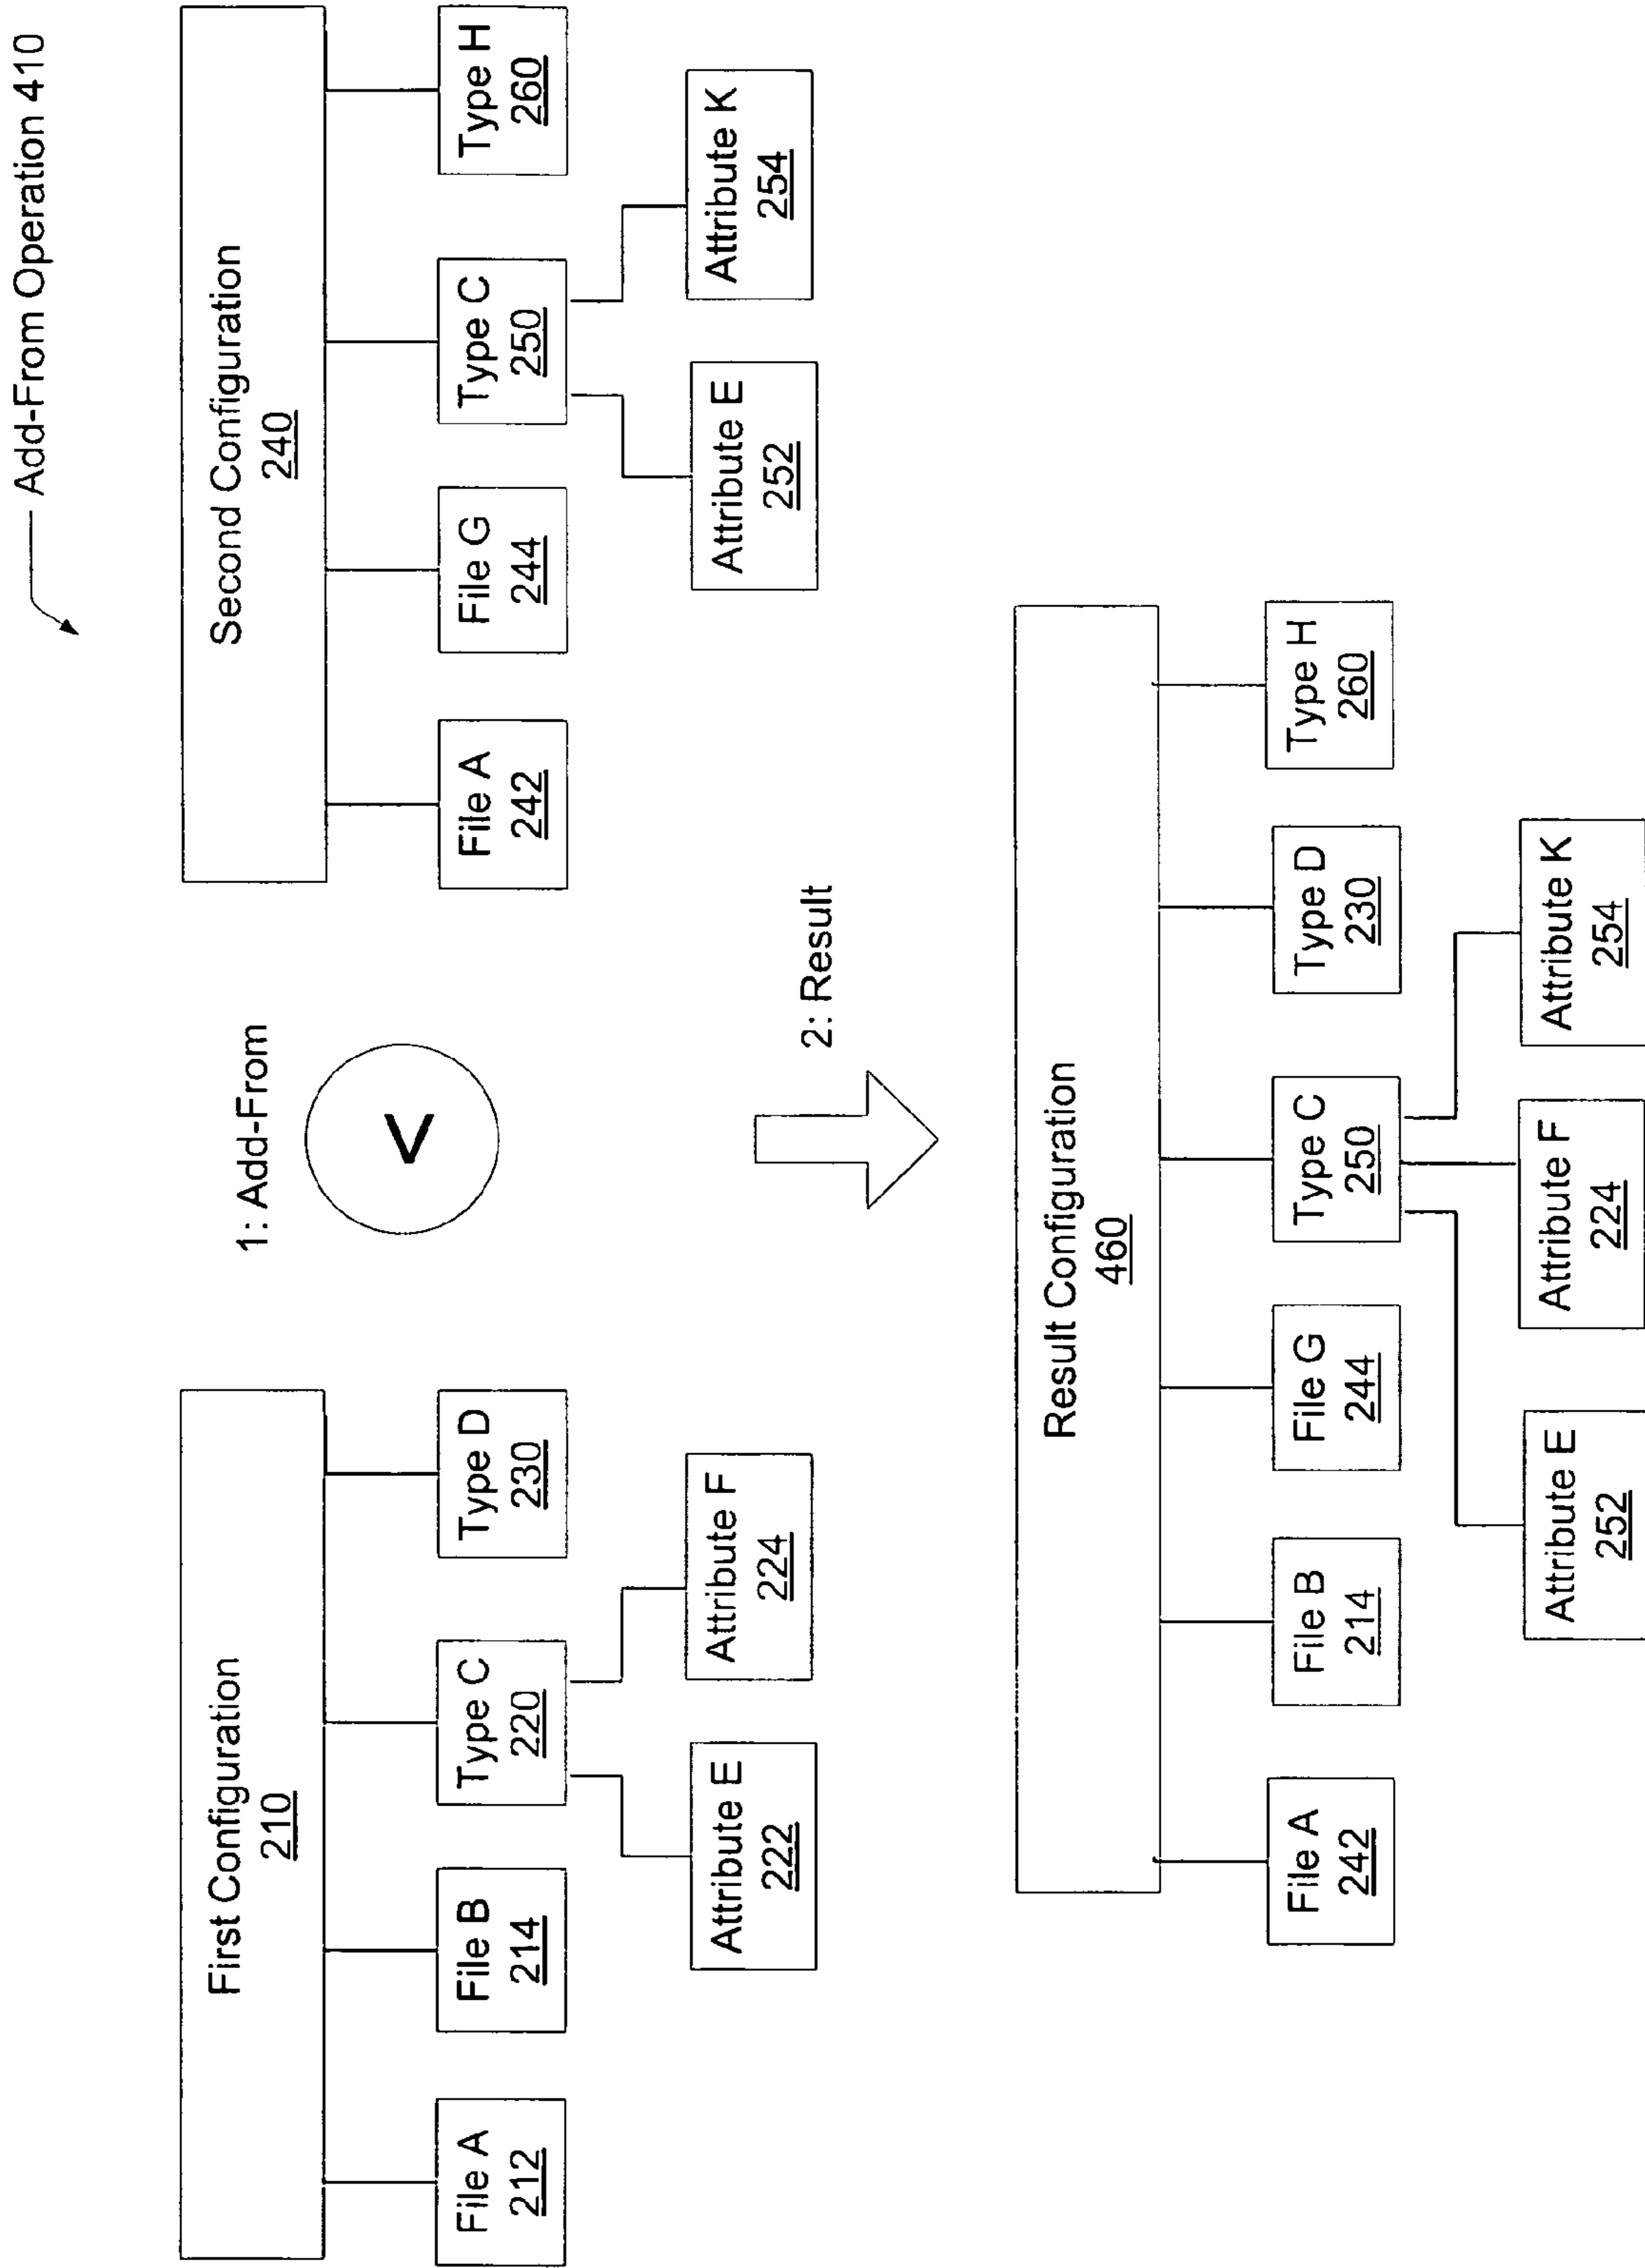 Add-From Operation 410
First Configuration
210
File A
212
File B
214
Type C
220
Type D
230
Attribute E
222
Attribute F
224
1: Add-From
V
Second Configuration
240
File A
242
File G
244
Type C
250
Type H
260
Attribute E
252
Attribute K
254
2: Result
Result Configuration
460
File A
242
File B
214
File G
244
Type C
250
Type D
230
Type H
260
Attribute E
252
Attribute F
224
Attribute K
254